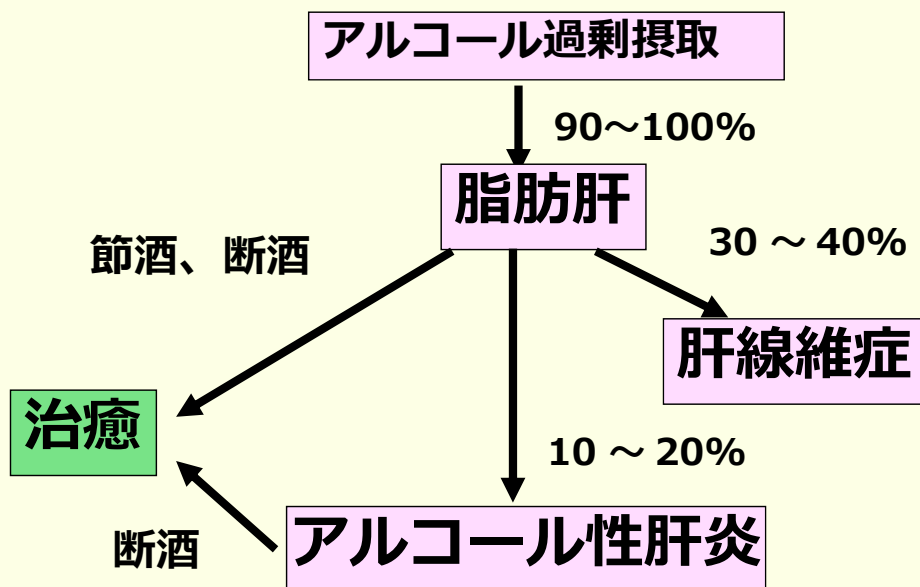 アルコール過剰摂取
90～100%
脂肪肝
節酒、断酒
30 ～ 40%
肝線維症
治癒
10 ～ 20%
断酒
アルコール性肝炎